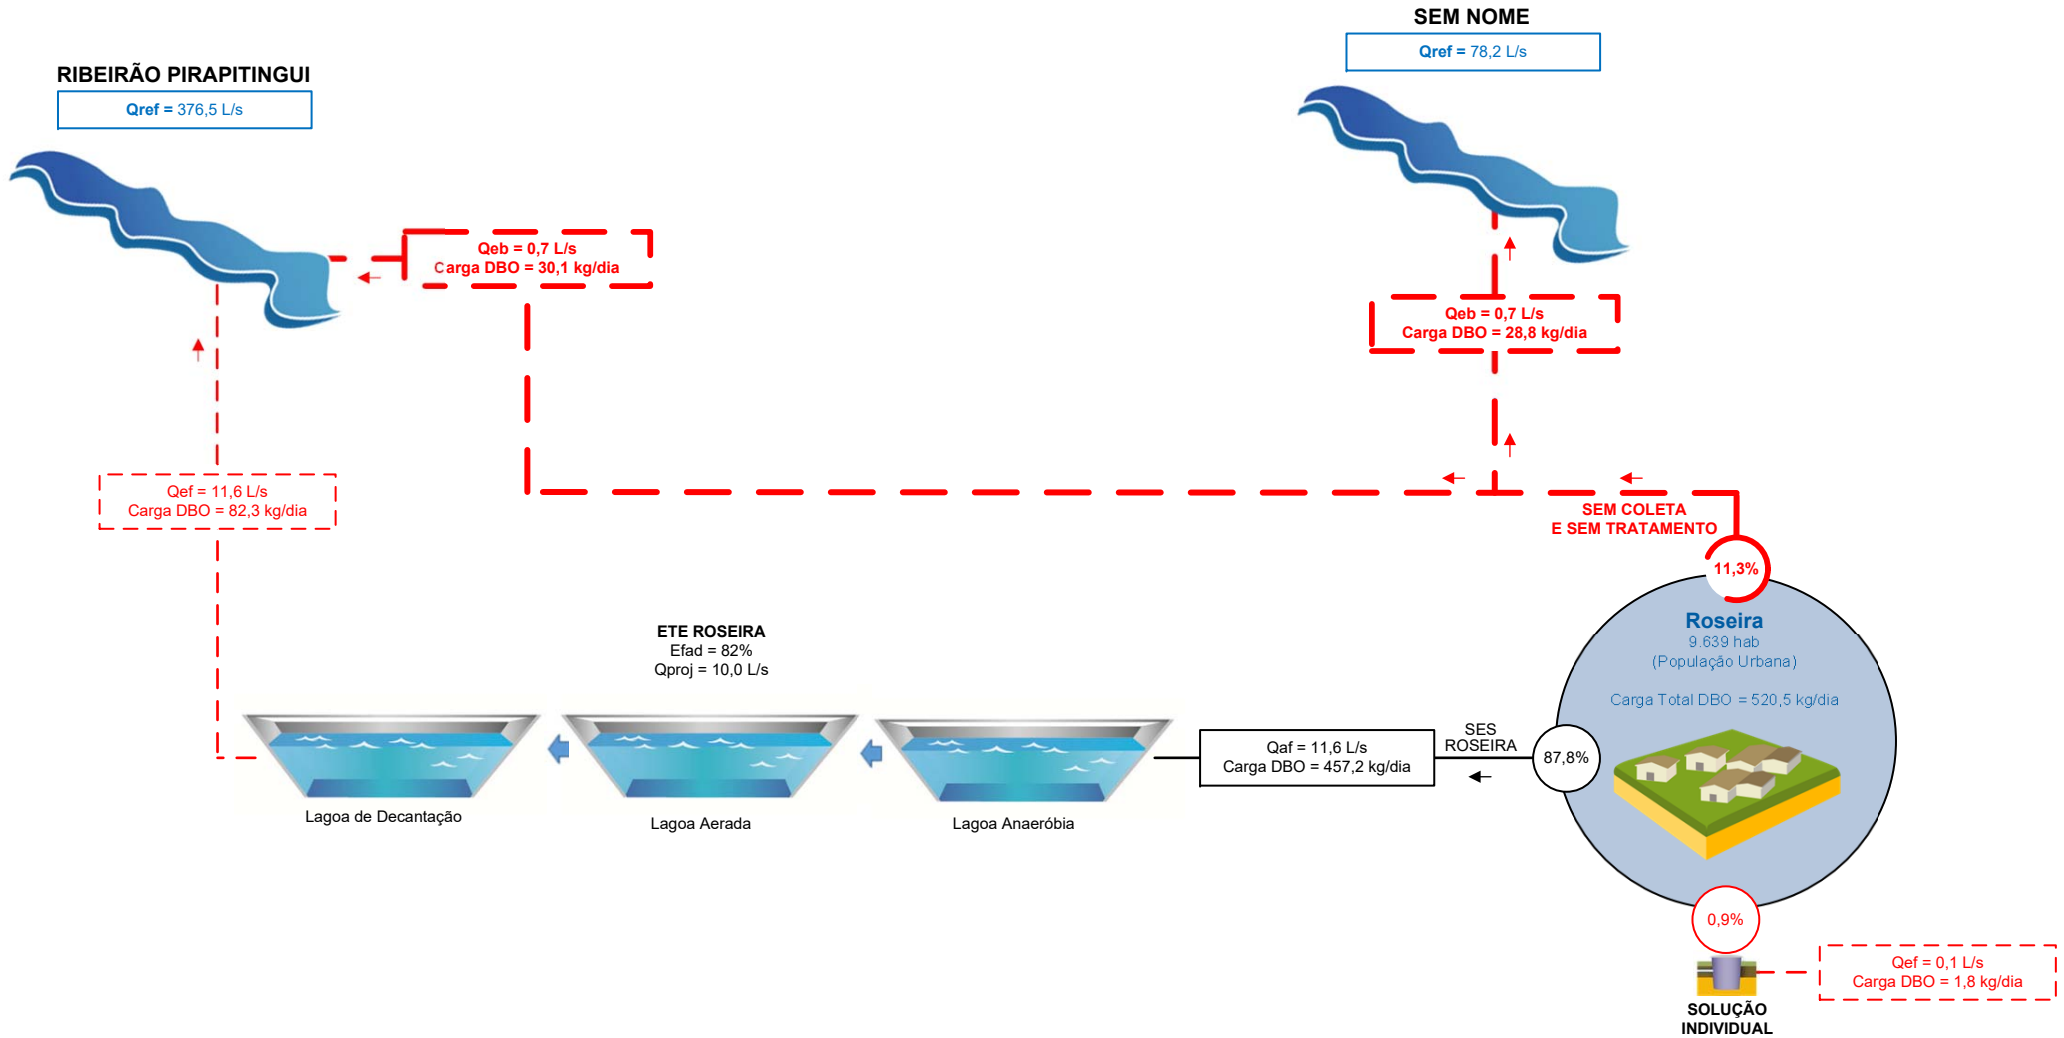 SEM NOME
Qref = 78,2 L/s
RIBEIRÃO PIRAPITINGUI
Qref = 376,5 L/s
Qeb = 0,7 L/s
Carga DBO = 30,1 kg/dia
Qeb = 0,7 L/s
Carga DBO = 28,8 kg/dia
Qef = 11,6 L/s
Carga DBO = 82,3 kg/dia
SEM COLETA
E SEM TRATAMENTO
11,3%
ETE ROSEIRA
Efad = 82%
Qproj = 10,0 L/s
Roseira
9.639 hab
(População Urbana)
Carga Total DBO = 520,5 kg/dia
SES
ROSEIRA
Qaf = 11,6 L/s
Carga DBO = 457,2 kg/dia
87,8%
Lagoa de Decantação
Lagoa Aerada
Lagoa Anaeróbia
0,9%
Qef = 0,1 L/s
Carga DBO = 1,8 kg/dia
SOLUÇÃO
INDIVIDUAL